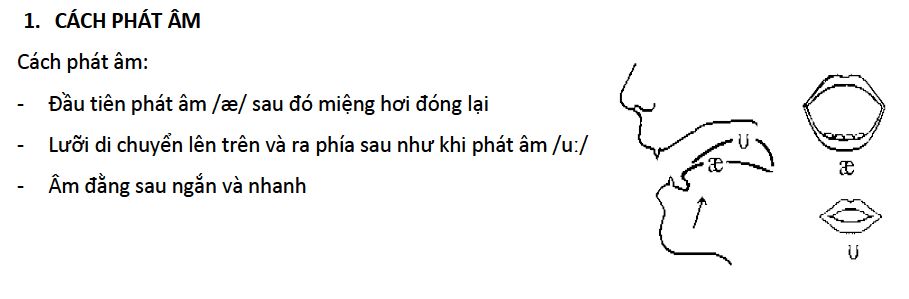 1. CÁCH PHÁT ÂM
Cách phát âm:
- Đầu tiên phát âm /æ/ sau đó miệng hơi đóng lại
- Lưỡi di chuyển lên trên và ra phía sau như khi phát âm /u:/
- Âm đằng sau ngắn và nhanh
ʊ
æ
æ
ʊ